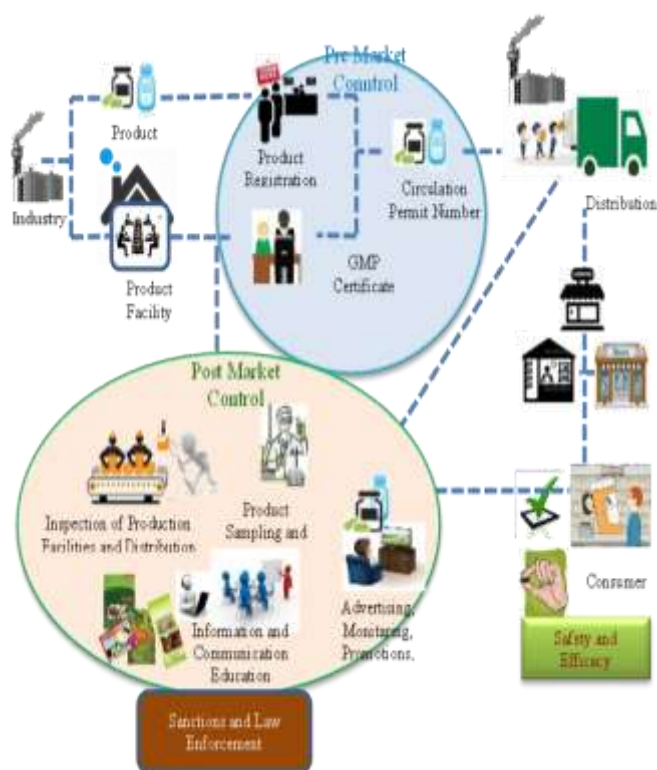 Pre Market
Conntrol
Product
Industry
Product
Registration
Circulation
Permit Number
Distribution
Product
Facility
GMP
Certificate
Post Market
Control
Inspection of Production
Facilities and Distribution
Product
Sampling and
Advertising,
Monitoring,
Promotions,
Information and
Communication
Education
Consumer
Safety and
Efficacy
Sanctions and Law
Enforcement